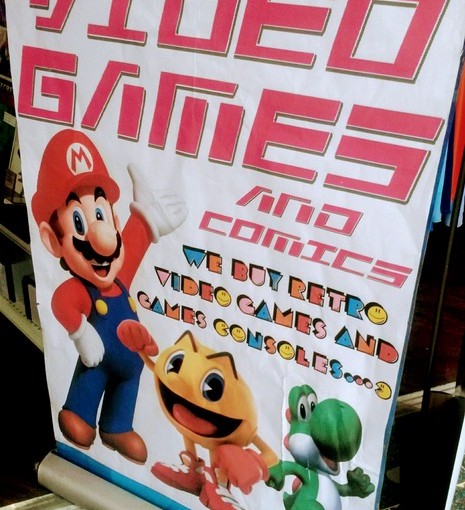 VIDEO
GAMES
AND
COMICS
M
WE BUY RETRO
VIDEO GAMES AND
GAMES CONSOLES....